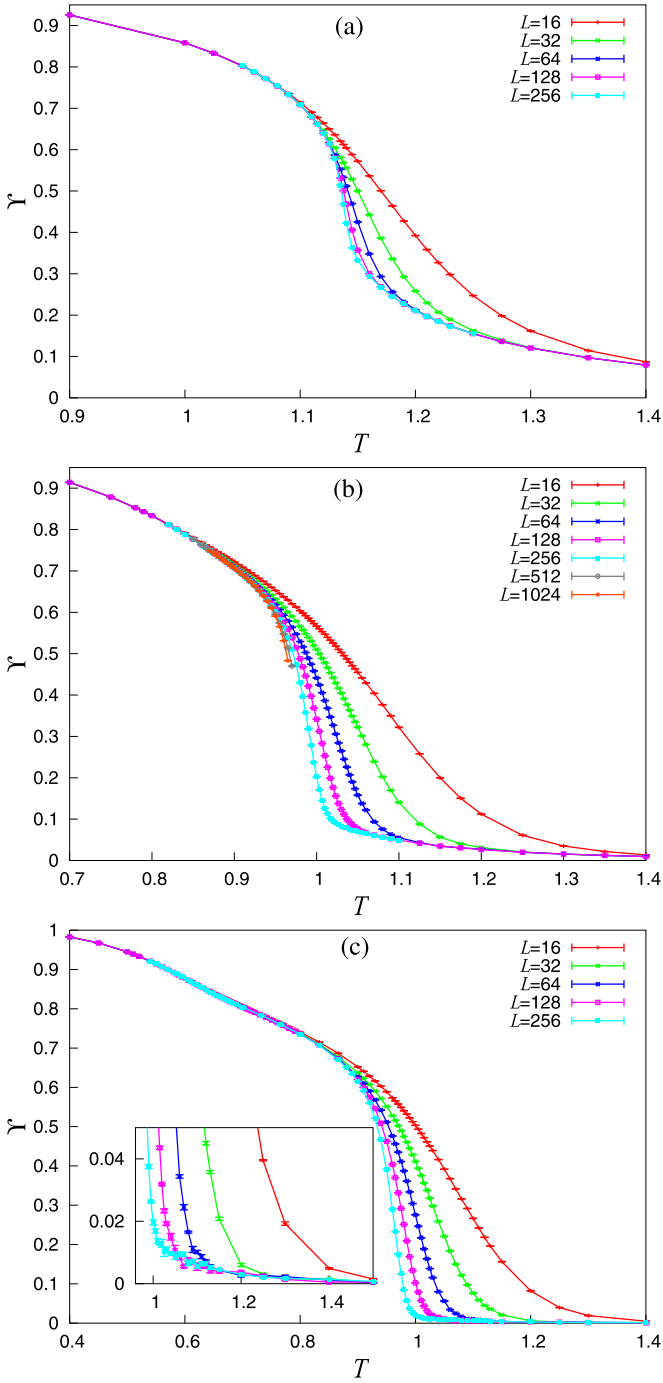 (a)
L=16
L=32
L=64
L=128
L=256
0.9
0.8
0.7
0.6
0.5
0.4
0.3
0.2
0.1
0
ϒ
0.9 1 1.1 1.2 1.3 1.4
T
(b)
L=16
L=32
L=64
L=128
L=256
L=512
L=1024
0.9
0.8
0.7
0.6
0.5
0.4
0.3
0.2
0.1
0
ϒ
0.7 0.8 0.9 1 1.1 1.2 1.3 1.4
T
(c)
L=16
L=32
L=64
L=128
L=256
1
0.9
0.8
0.7
0.6
0.5
0.4
0.3
0.2
0.1
0
ϒ
0.04
0.02
0
1 1.2 1.4
0.4 0.6 0.8 1 1.2 1.4
T